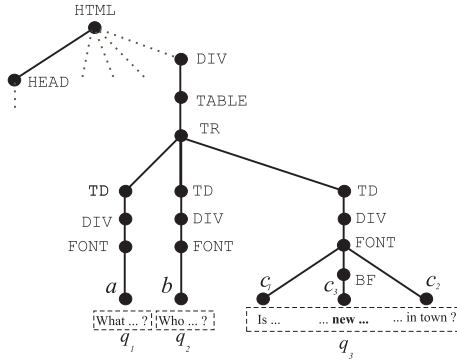 HTML
HEAD
DIV
TABLE
TR
TD TD TD
DIV DIV DIV
FONT FONT FONT
a b c1 c3 BF c2
What ... ? Who ... ? Is ... ... new ... ... in town ?
q1 q2 q3